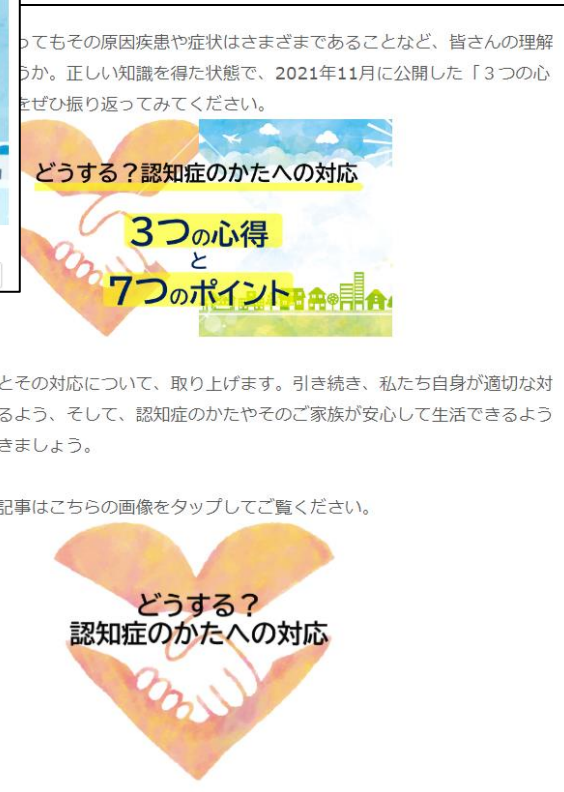 ってもその原因疾患や症状はさまざまであることなど、皆さんの理解
うか。正しい知識を得た状態で、2021年11月に公開した「３つの心
をぜひ振り返ってみてください。
どうする？認知症のかたへの対応
3つの心得
と
7つのポイント
とその対応について、取り上げます。引き続き、私たち自身が適切な対
るよう、そして、認知症のかたやそのご家族が安心して生活できるよう
きましょう。
記事はこちらの画像をタップしてご覧ください。
どうする？
認知症のかたへの対応